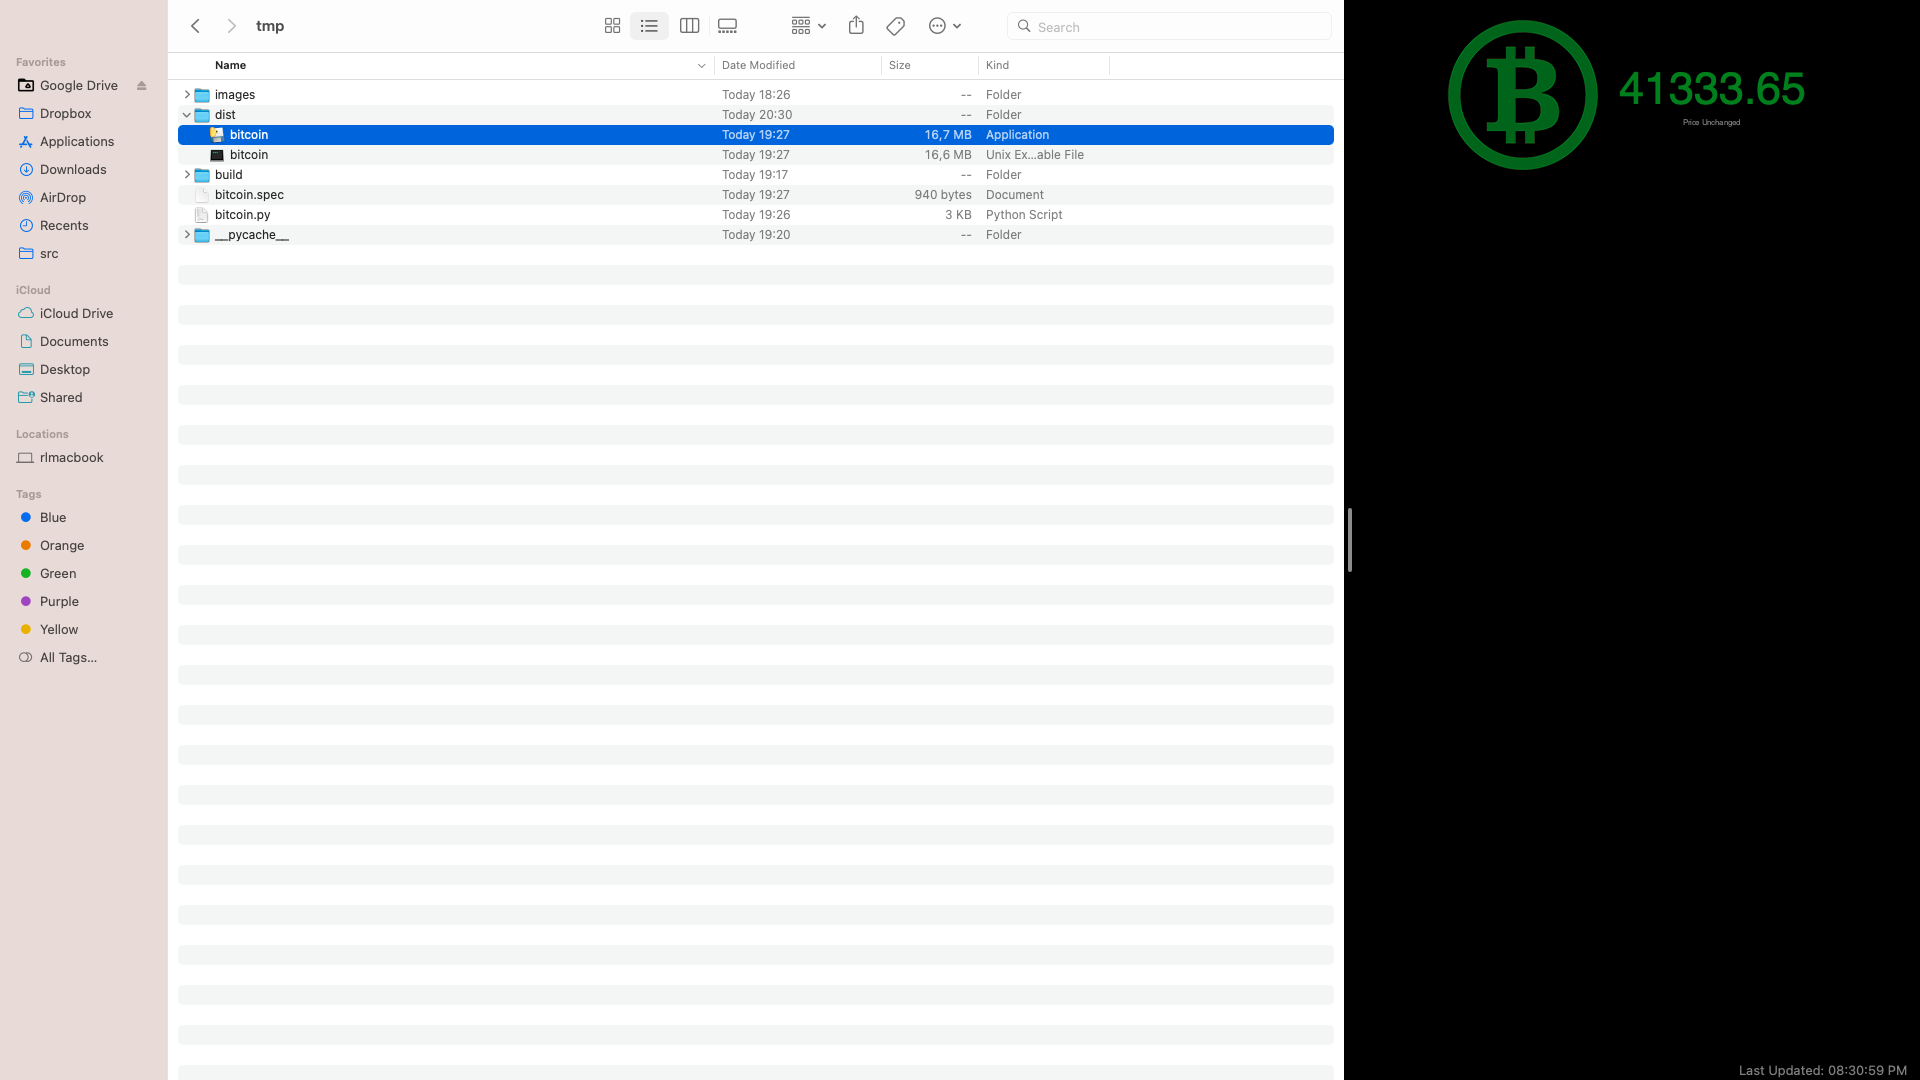 tmp
Search
Favorites
Google Drive
Dropbox
Applications
Downloads
AirDrop
Recents
src
iCloud
iCloud Drive
Documents
Desktop
Shared
Locations
rlmacbook
Tags
Blue
Orange
Green
Purple
Yellow
All Tags...
Name Date Modified Size Kind
images Today 18:26 -- Folder
dist Today 20:30 -- Folder
bitcoin Today 19:27 16,7 MB Application
bitcoin Today 19:27 16,6 MB Unix Ex...able File
build Today 19:17 -- Folder
bitcoin.spec Today 19:27 940 bytes Document
bitcoin.py Today 19:26 3 KB Python Script
__pycache__ Today 19:20 -- Folder
41333.65
Price Unchanged
Last Updated: 08:30:59 PM